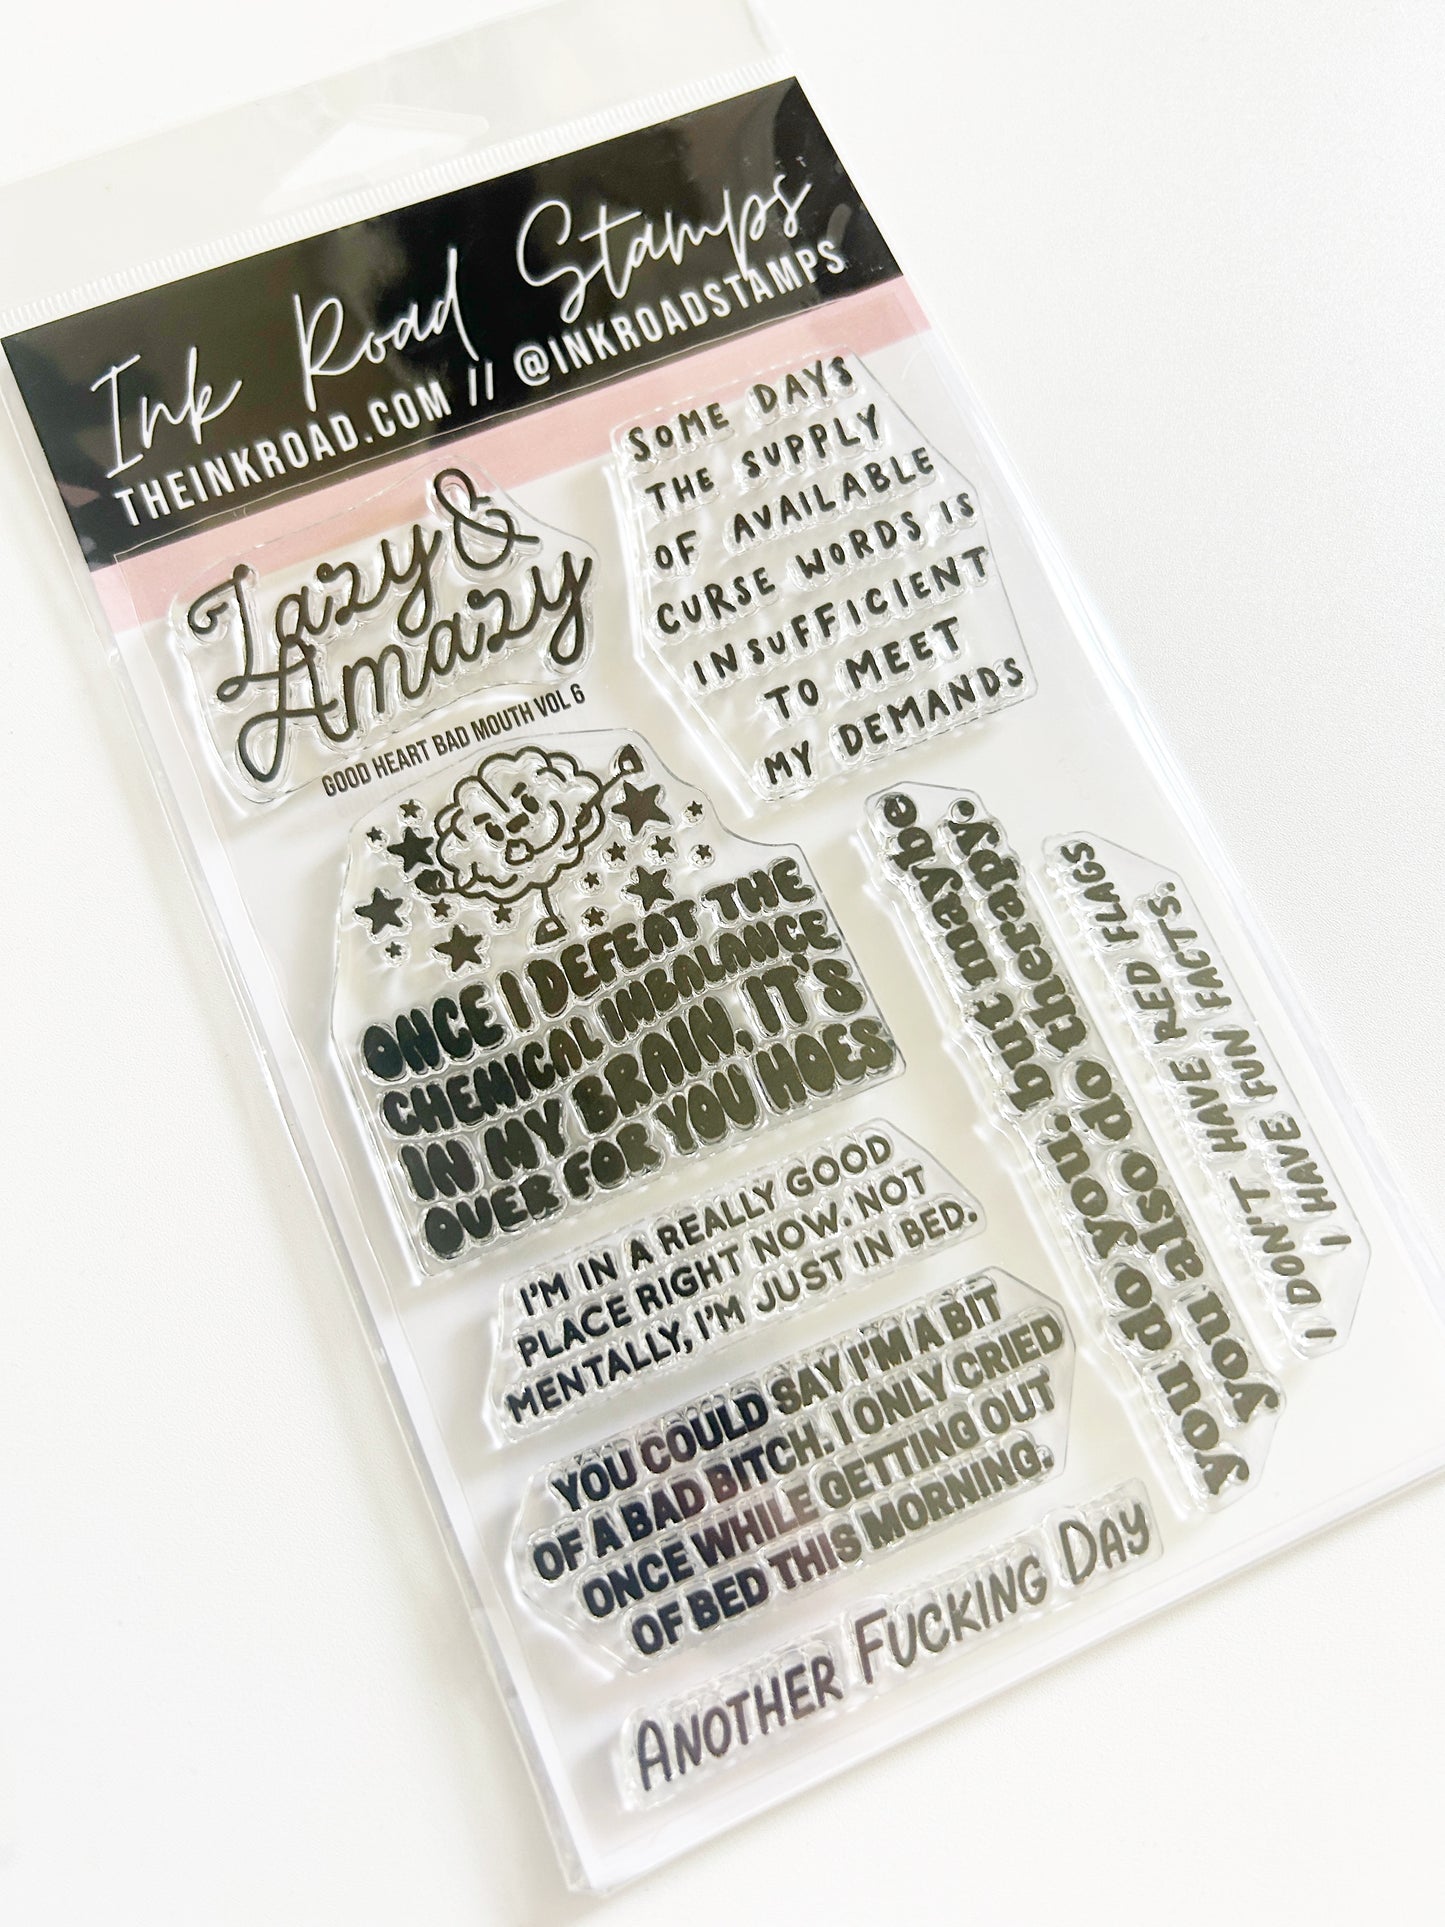 Ink Road Stamps
THEINKROAD.COM // @INKROADSTAMPS
Lazy &
Amazy
GOOD HEART BAD MOUTH VOL 6
SOME DAYS
THE SUPPLY
OF AVAILABLE
CURSE WORDS IS
INSUFFICIENT
TO MEET
MY DEMANDS
ONCE I DEFEAT THE
CHEMICAL IMBALANCE
IN MY BRAIN, IT'S
OVER FOR YOU HOES
you do you. but maybe
you also do therapy.
I DON'T HAVE RED FLAGS
I HAVE FUN FACTS.
I'M IN A REALLY GOOD
PLACE RIGHT NOW. NOT
MENTALLY, I'M JUST IN BED.
YOU COULD SAY I'M A BIT
OF A BAD BITCH. I ONLY CRIED
ONCE WHILE GETTING OUT
OF BED THIS MORNING.
ANOTHER FUCKING DAY